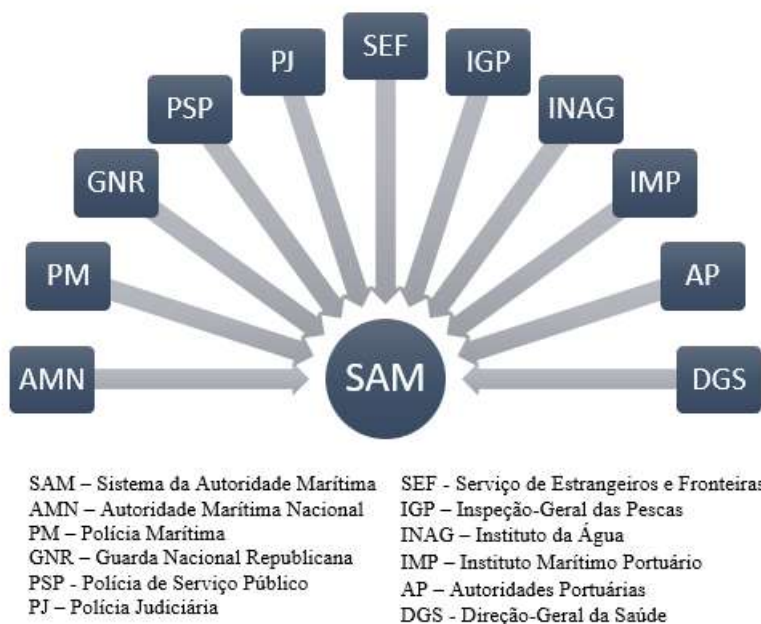 SEF
PJ
IGP
PSP
INAG
GNR
IMP
PM
AP
AMN
SAM
DGS
SAM – Sistema da Autoridade Marítima
AMN – Autoridade Marítima Nacional
PM – Polícia Marítima
GNR – Guarda Nacional Republicana
PSP - Polícia de Serviço Público
PJ – Polícia Judiciária
SEF - Serviço de Estrangeiros e Fronteiras
IGP – Inspeção-Geral das Pescas
INAG – Instituto da Água
IMP – Instituto Marítimo Portuário
AP – Autoridades Portuárias
DGS - Direção-Geral da Saúde